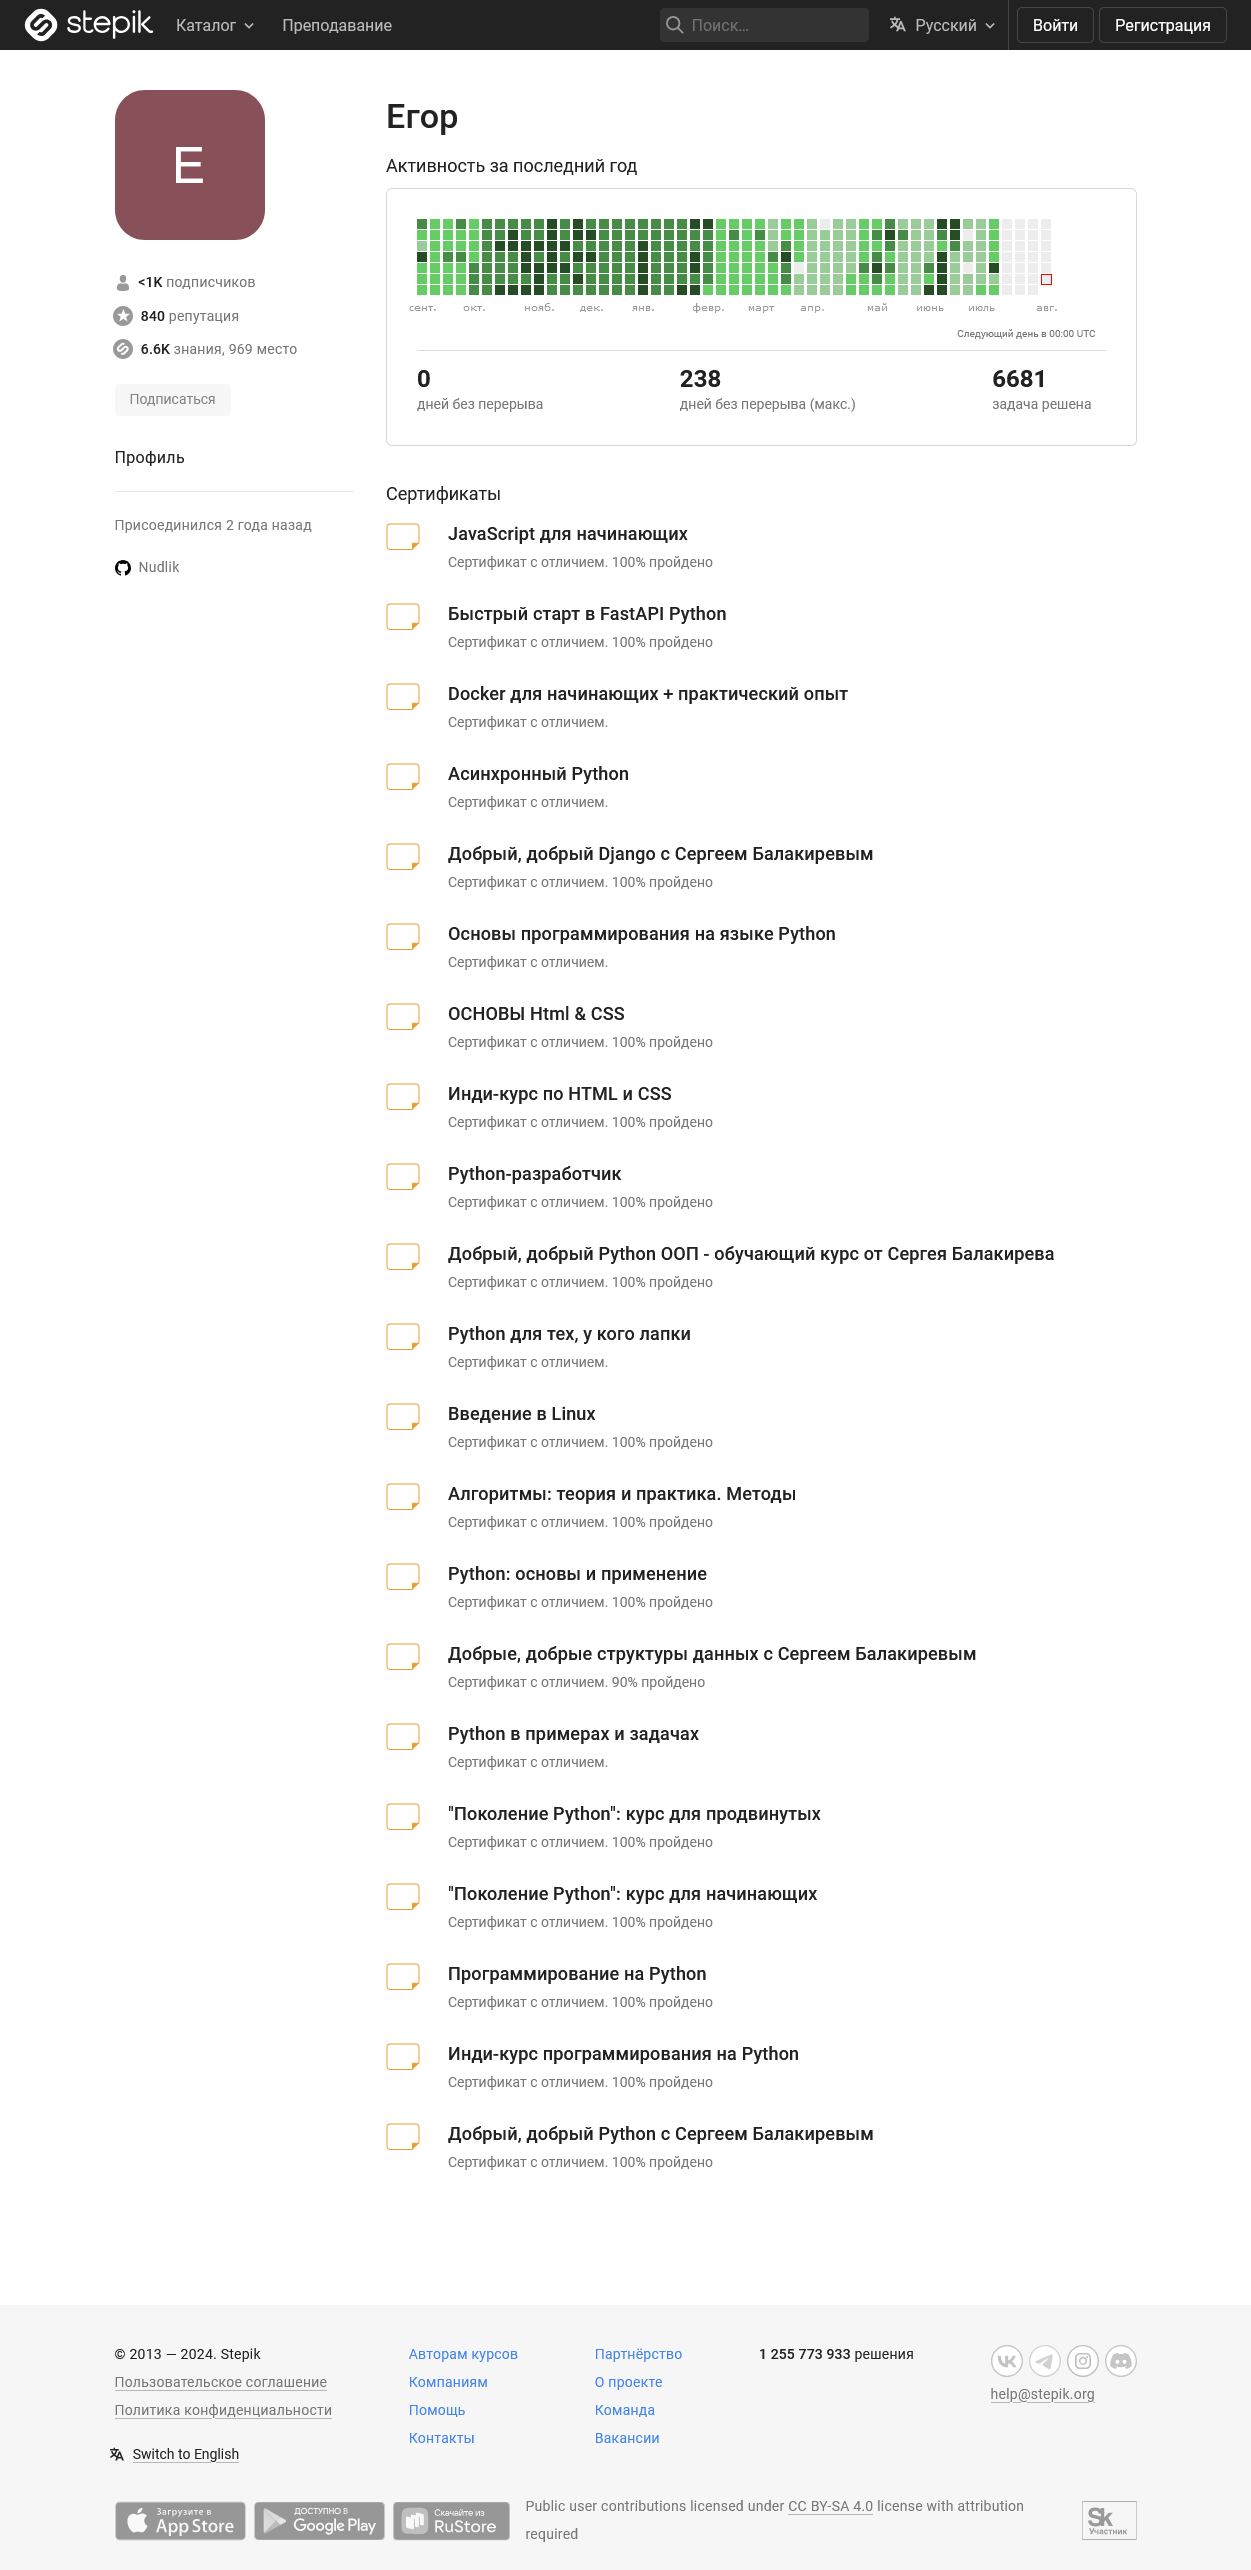 stepik Каталог Преподавание Поиск... Русский Войти Регистрация
E
<1K подписчиков
840 репутация
6.6K знания, 969 место
Подписаться
Профиль
Присоединился 2 года назад
Nudlik
Егор
Активность за последний год
сент. окт. нояб. дек. янв. февр. март апр. май июнь июль авг.
Следующий день в 00:00 UTC
0 238 6681
дней без перерыва дней без перерыва (макс.) задача решена
Сертификаты
JavaScript для начинающих
Сертификат с отличием. 100% пройдено
Быстрый старт в FastAPI Python
Сертификат с отличием. 100% пройдено
Docker для начинающих + практический опыт
Сертификат с отличием.
Асинхронный Python
Сертификат с отличием.
Добрый, добрый Django с Сергеем Балакиревым
Сертификат с отличием. 100% пройдено
Основы программирования на языке Python
Сертификат с отличием.
ОСНОВЫ Html & CSS
Сертификат с отличием. 100% пройдено
Инди-курс по HTML и CSS
Сертификат с отличием. 100% пройдено
Python-разработчик
Сертификат с отличием. 100% пройдено
Добрый, добрый Python ООП - обучающий курс от Сергея Балакирева
Сертификат с отличием. 100% пройдено
Python для тех, у кого лапки
Сертификат с отличием.
Введение в Linux
Сертификат с отличием. 100% пройдено
Алгоритмы: теория и практика. Методы
Сертификат с отличием. 100% пройдено
Python: основы и применение
Сертификат с отличием. 100% пройдено
Добрые, добрые структуры данных с Сергеем Балакиревым
Сертификат с отличием. 90% пройдено
Python в примерах и задачах
Сертификат с отличием.
"Поколение Python": курс для продвинутых
Сертификат с отличием. 100% пройдено
"Поколение Python": курс для начинающих
Сертификат с отличием. 100% пройдено
Программирование на Python
Сертификат с отличием. 100% пройдено
Инди-курс программирования на Python
Сертификат с отличием. 100% пройдено
Добрый, добрый Python с Сергеем Балакиревым
Сертификат с отличием. 100% пройдено
© 2013 — 2024. Stepik
Пользовательское соглашение
Политика конфиденциальности
Switch to English
Авторам курсов
Компаниям
Помощь
Контакты
Партнёрство
О проекте
Команда
Вакансии
1 255 773 933 решения
help@stepik.org
Загрузите в
App Store
ДОСТУПНО В
Google Play
Скачайте из
RuStore
Public user contributions licensed under CC BY-SA 4.0 license with attribution
required
Sk
Участник